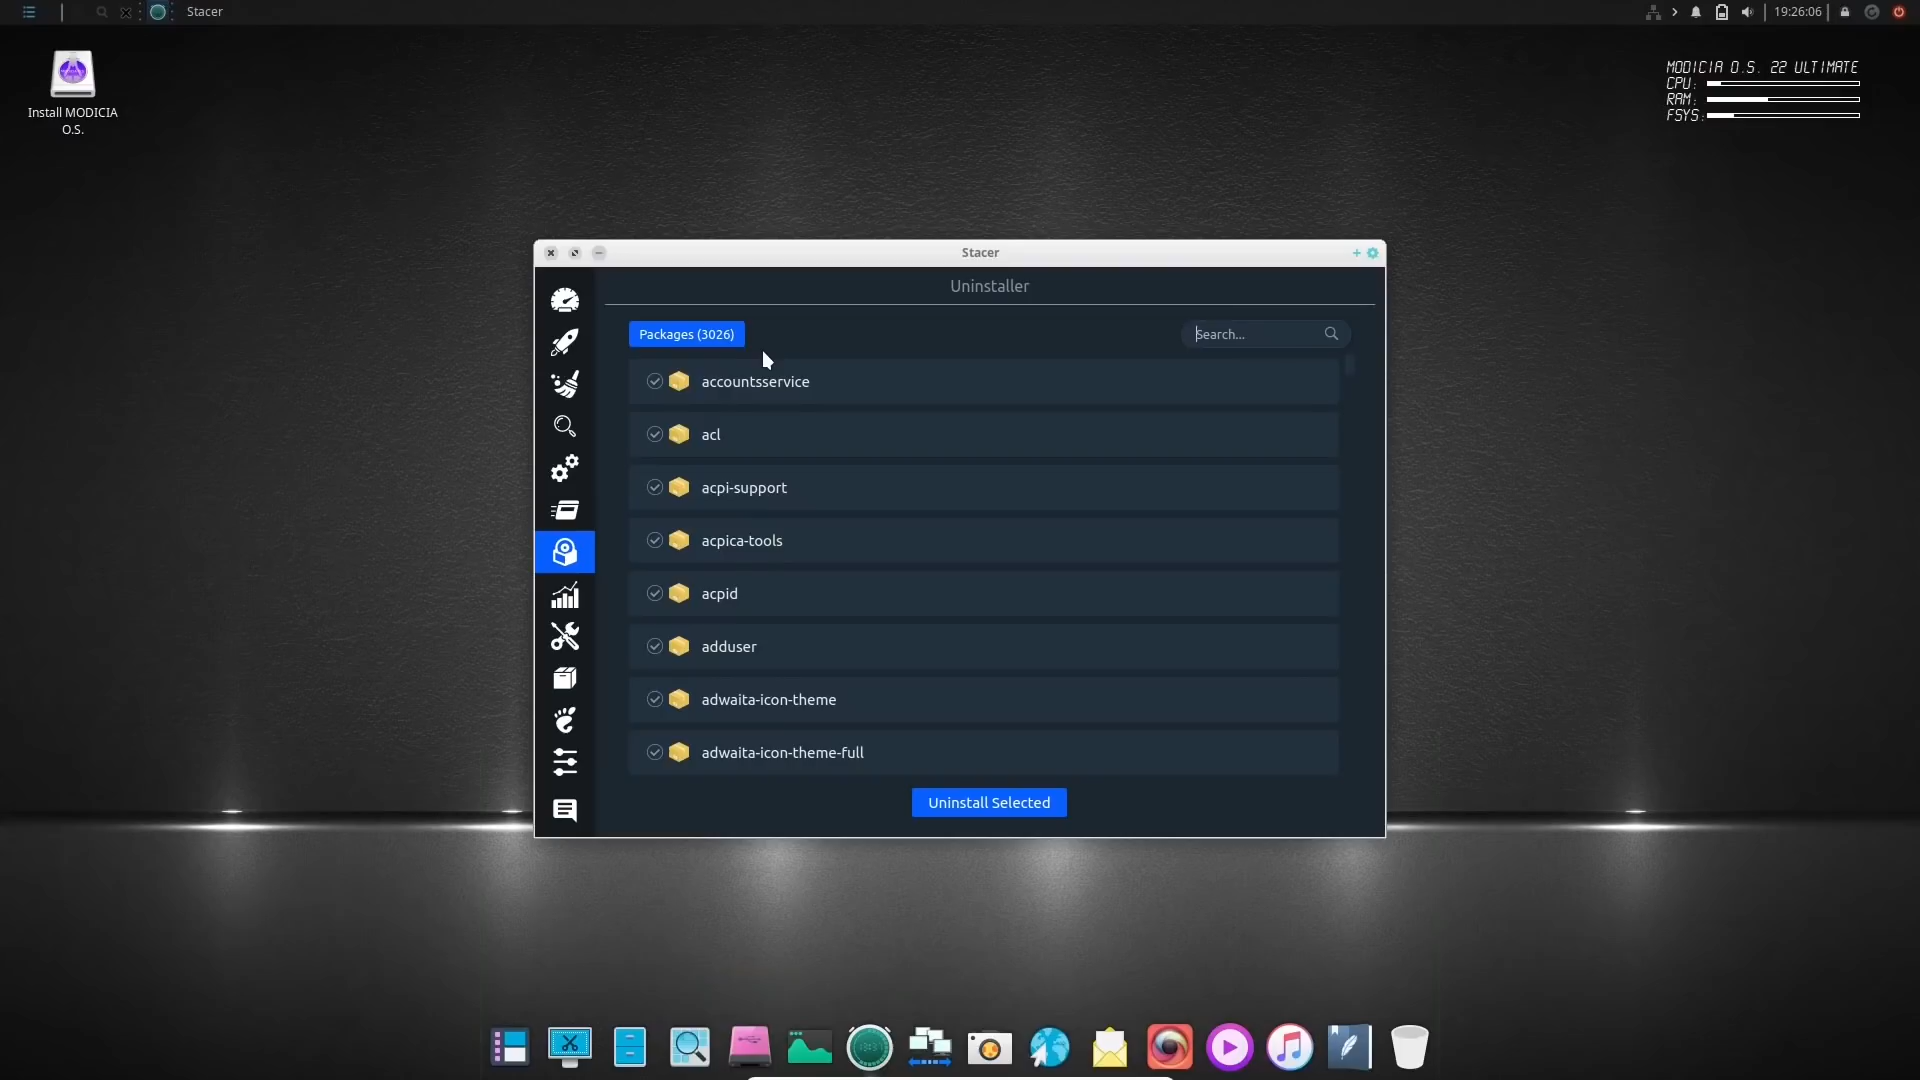 Stacer
19:26:06
Install MODICIA
O.S.
MODICIA O.S. 22 ULTIMATE
CPU:
RAM:
FSYS:
Stacer
Uninstaller
Packages (3026)
Search...
accountsservice
acl
acpi-support
acpica-tools
acpid
adduser
adwaita-icon-theme
adwaita-icon-theme-full
Uninstall Selected